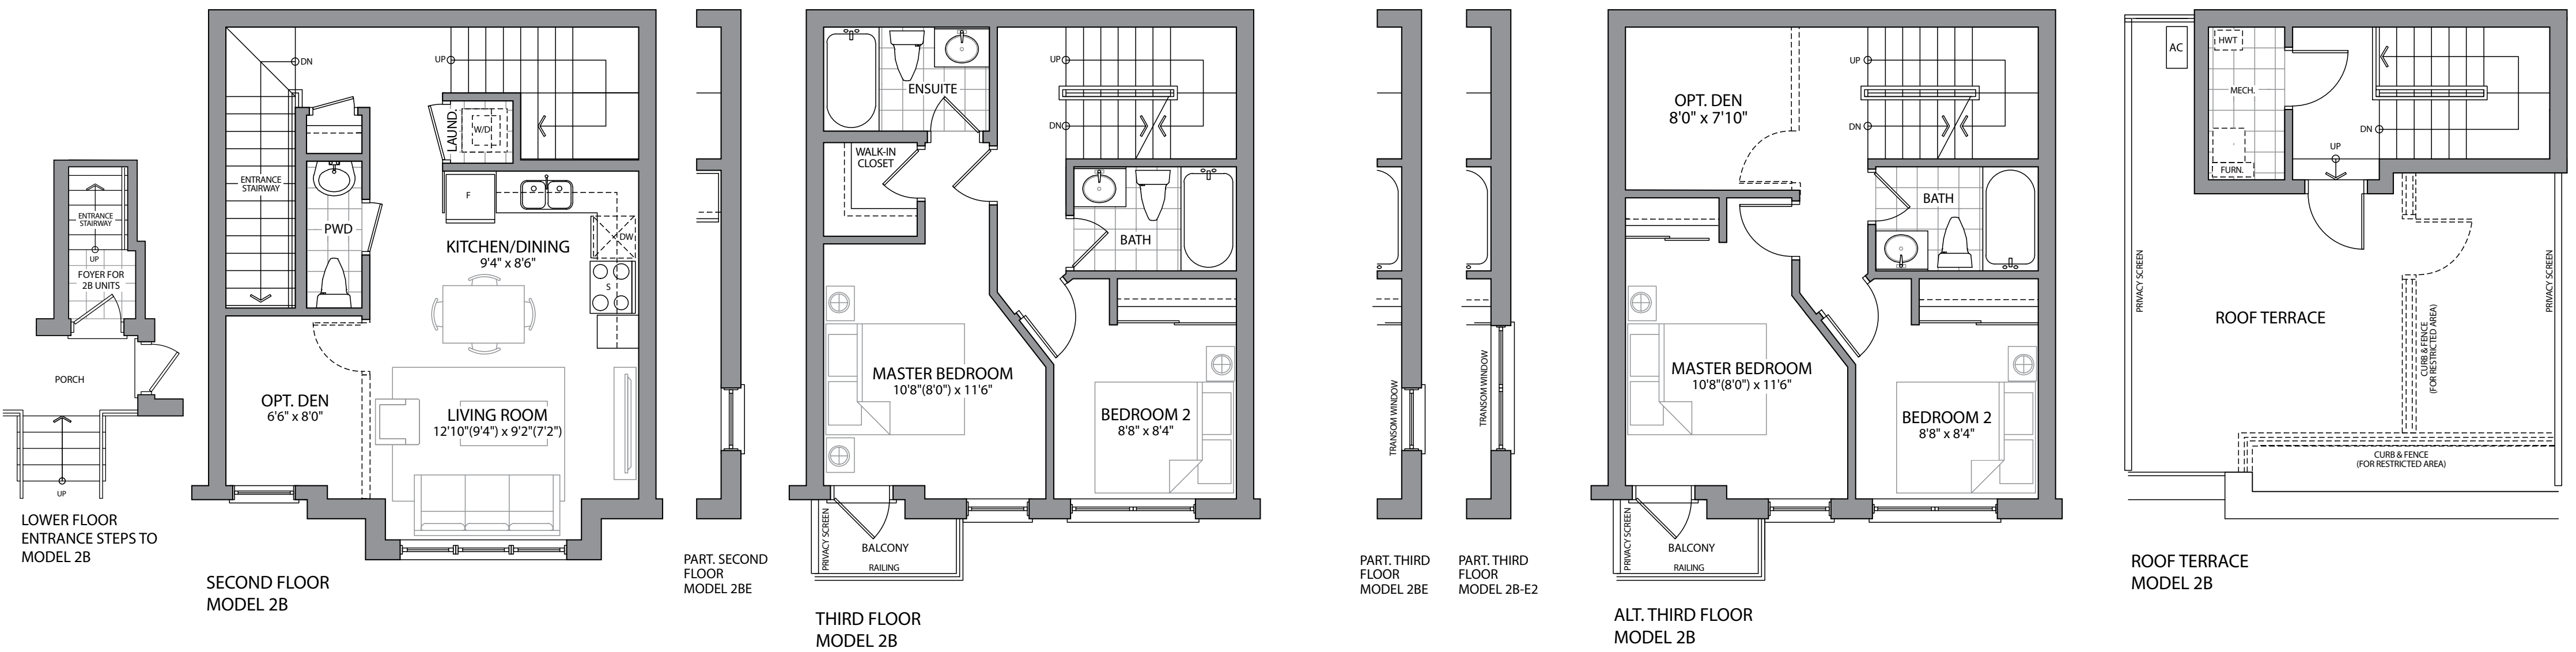 ENTRANCE
STAIRWAY
UP
FOYER FOR
2B UNITS
PORCH
UP
LOWER FLOOR
ENTRANCE STEPS TO
MODEL 2B
DN
UP
LAUND.
W/D
ENTRANCE
STAIRWAY
F
PWD
DW
KITCHEN/DINING
9'4" x 8'6"
S
OPT. DEN
6'6" x 8'0"
LIVING ROOM
12'10"(9'4") x 9'2"(7'2")
SECOND FLOOR
MODEL 2B
PART. SECOND
FLOOR
MODEL 2BE
ENSUITE
UP
DN
WALK-IN
CLOSET
BATH
MASTER BEDROOM
10'8"(8'0") x 11'6"
BEDROOM 2
8'8" x 8'4"
PRIVACY SCREEN
BALCONY
RAILING
THIRD FLOOR
MODEL 2B
TRANSOM WINDOW
PART. THIRD
FLOOR
MODEL 2BE
TRANSOM WINDOW
PART. THIRD
FLOOR
MODEL 2B-E2
OPT. DEN
8'0" x 7'10"
UP
DN
BATH
MASTER BEDROOM
10'8"(8'0") x 11'6"
BEDROOM 2
8'8" x 8'4"
PRIVACY SCREEN
BALCONY
RAILING
ALT. THIRD FLOOR
MODEL 2B
AC
HWT
MECH.
FURN.
DN
UP
PRIVACY SCREEN
ROOF TERRACE
CURB & FENCE
(FOR RESTRICTED AREA)
PRIVACY SCREEN
CURB & FENCE
(FOR RESTRICTED AREA)
ROOF TERRACE
MODEL 2B